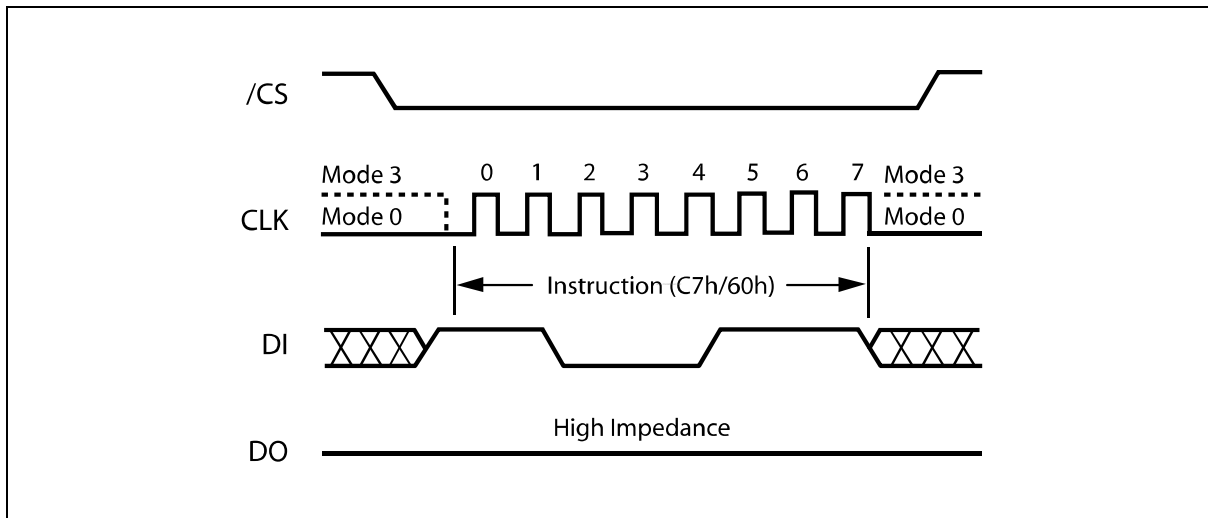 /CS
Mode 3 0 1 2 3 4 5 6 7 Mode 3
CLK Mode 0 Mode 0
Instruction (C7h/60h)
DI
High Impedance
DO